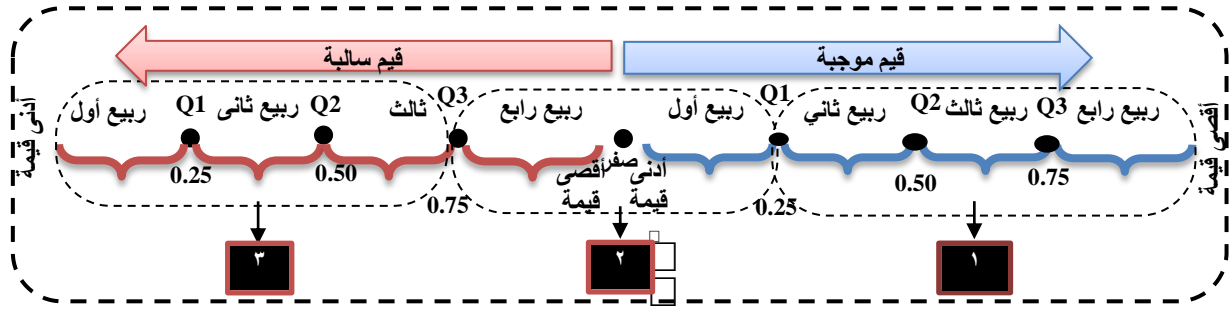 قيم موجبة
قيم سالبة
أقصى قيمة
ربيع رابع
Q3
ربيع ثالث
Q2
ربيع ثاني
Q1
ربيع أول
ربيع رابع
Q3
ثالث
Q2
ربيع ثانى
Q1
ربيع أول
أدنى قيمة
صفر
0.75
0.50
0.25
أدنى
قيمة
أقصى
قيمة
0.75
0.50
0.25
١
٢
٣